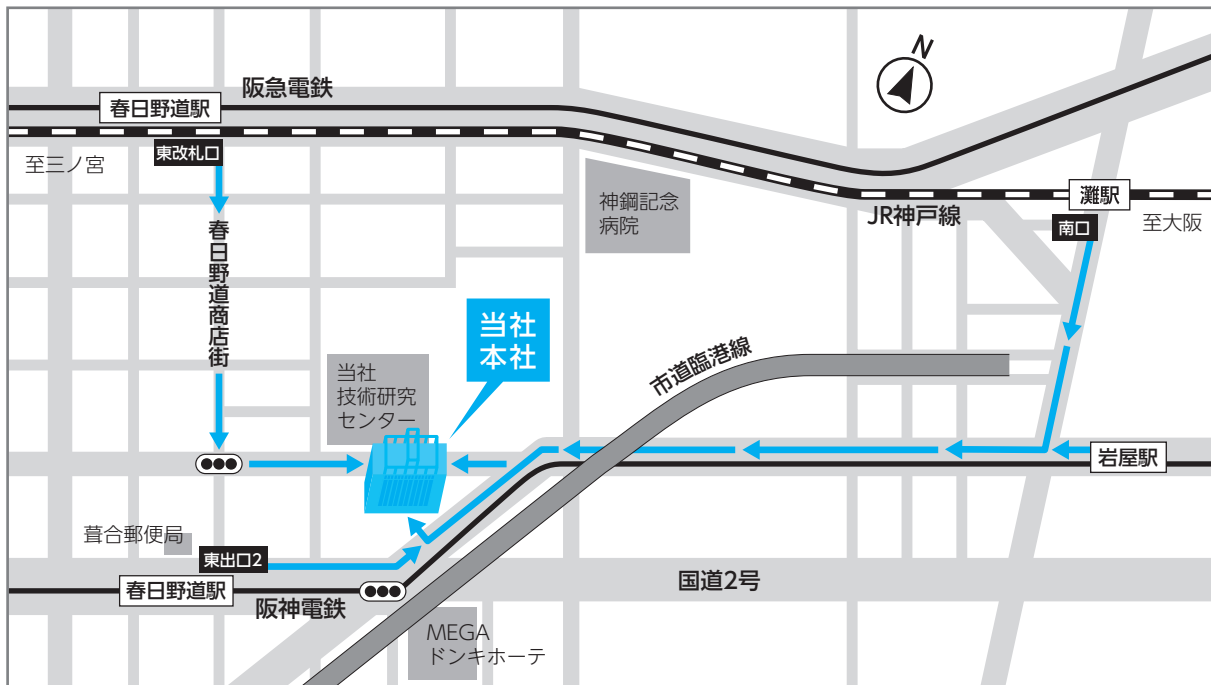 N
阪急電鉄
春日野道駅
東改札口
至三ノ宮
神鋼記念
病院
灘駅
JR神戸線
南口
至大阪
春日野道商店街
当社
本社
市道臨港線
当社
技術研究
センター
岩屋駅
葺合郵便局
東出口2
春日野道駅
阪神電鉄
国道2号
MEGA
ドンキホーテ